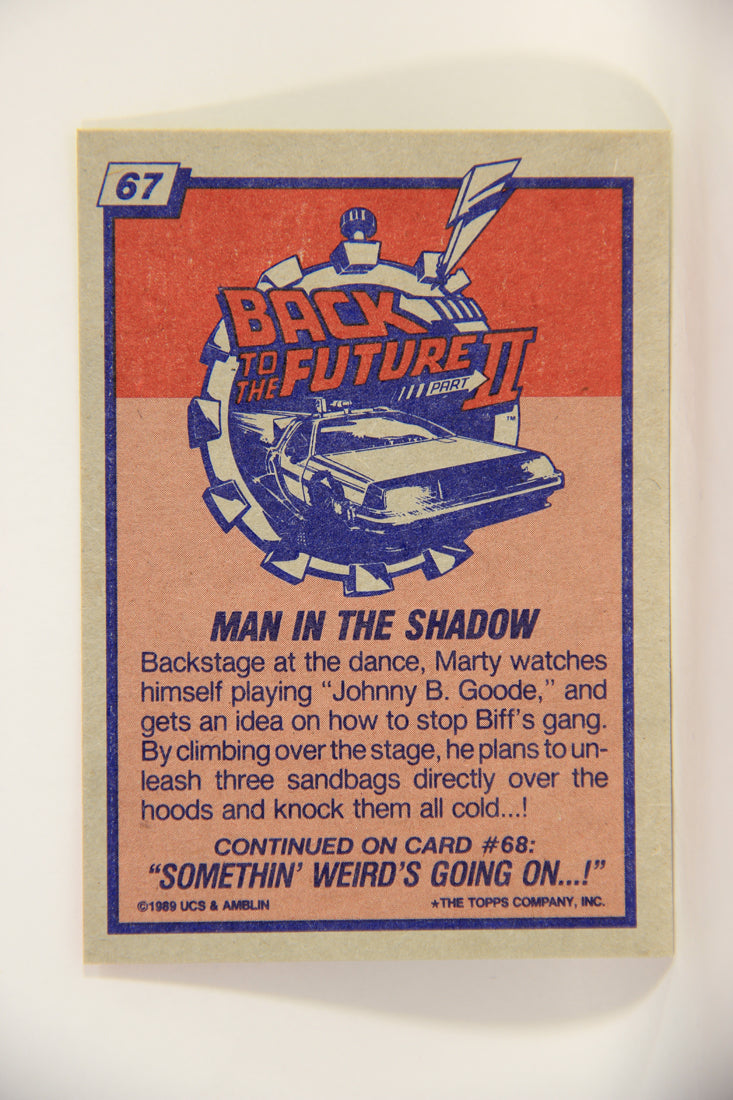 67
BACK
TO
THE FUTURE
PART II
™
MAN IN THE SHADOW
Backstage at the dance, Marty watches
himself playing “Johnny B. Goode,” and
gets an idea on how to stop Biff’s gang.
By climbing over the stage, he plans to un-
leash three sandbags directly over the
hoods and knock them all cold...!
CONTINUED ON CARD #68:
“SOMETHIN’ WEIRD’S GOING ON...!”
©1989 UCS & AMBLIN ★THE TOPPS COMPANY, INC.